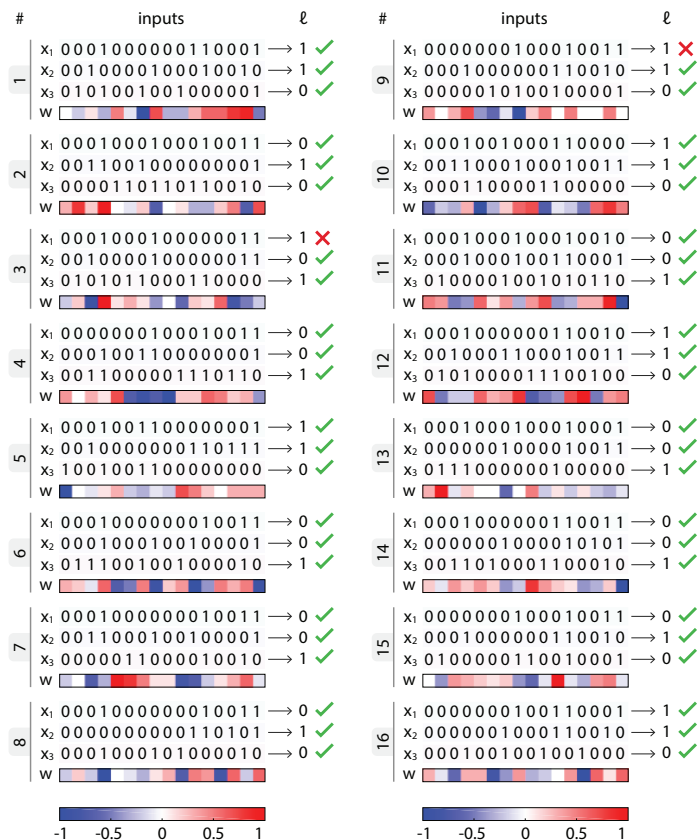 # inputs ℓ
1
x₁ 0 0 0 1 0 0 0 0 0 0 1 1 0 0 0 1 → 1 ✓
x₂ 0 0 1 0 0 0 0 1 1 0 0 1 0 0 1 0 → 1 ✓
x₃ 0 1 0 1 0 1 0 0 1 0 1 0 0 0 0 1 → 0 ✓
w
2
x₁ 0 0 0 1 0 0 0 1 0 0 0 1 0 0 1 1 → 0 ✓
x₂ 0 0 1 1 0 0 1 0 0 0 0 0 0 0 0 1 → 1 ✓
x₃ 0 0 0 0 1 1 0 1 1 0 1 1 0 0 1 0 → 0 ✓
w
3
x₁ 0 0 0 1 0 0 0 1 0 0 0 0 0 0 1 1 → 1 ✗
x₂ 0 0 1 0 0 0 0 1 0 0 0 1 0 0 1 0 → 0 ✓
x₃ 0 1 0 1 0 1 1 0 0 0 1 1 0 0 0 0 → 1 ✓
w
4
x₁ 0 0 0 0 0 0 0 1 0 0 0 1 0 0 1 1 → 0 ✓
x₂ 0 0 0 1 0 0 1 1 0 0 0 0 0 0 0 1 → 0 ✓
x₃ 0 0 1 1 0 0 0 0 0 1 1 1 0 1 1 0 → 1 ✓
w
5
x₁ 0 0 0 1 0 0 0 1 0 0 0 1 0 0 0 1 → 1 ✓
x₂ 0 0 1 0 0 0 0 0 0 0 1 1 0 1 1 1 → 1 ✓
x₃ 1 0 0 1 0 0 1 1 0 0 0 0 0 0 0 0 → 0 ✓
w
6
x₁ 0 0 0 1 0 0 0 0 0 0 0 1 0 0 1 1 → 0 ✓
x₂ 0 0 0 1 0 0 0 1 0 0 0 1 0 0 0 1 → 0 ✓
x₃ 0 1 1 1 0 0 1 0 0 0 1 0 0 0 1 0 → 1 ✓
w
7
x₁ 0 0 0 1 0 0 0 0 0 0 0 1 0 0 1 1 → 0 ✓
x₂ 0 0 1 1 0 0 0 1 0 0 1 0 0 0 0 1 → 0 ✓
x₃ 0 0 0 0 0 1 1 0 0 0 0 1 0 0 1 0 → 1 ✓
w
8
x₁ 0 0 0 1 0 0 0 1 0 0 0 1 0 0 1 1 → 0 ✓
x₂ 0 0 0 0 0 0 0 0 0 0 1 1 0 1 0 1 → 1 ✓
x₃ 0 0 0 1 0 0 0 1 0 1 0 0 0 0 1 0 → 0 ✓
w
-1 -0.5 0 0.5 1
# inputs ℓ
9
x₁ 0 0 0 0 0 0 0 1 0 0 0 1 0 0 1 1 → 1 ✗
x₂ 0 0 0 1 0 0 0 0 0 0 0 1 1 0 1 0 → 1 ✓
x₃ 0 0 0 0 0 1 0 1 0 0 1 0 0 0 0 1 → 0 ✓
w
10
x₁ 0 0 0 1 0 0 0 1 0 0 1 1 0 0 0 0 → 1 ✓
x₂ 0 0 1 1 0 0 0 1 0 0 0 0 0 0 1 1 → 1 ✓
x₃ 0 0 0 1 1 0 0 0 0 1 1 0 0 0 0 0 → 0 ✓
w
11
x₁ 0 0 0 1 0 0 0 1 0 0 0 1 0 0 1 0 → 0 ✓
x₂ 0 0 0 1 0 0 0 0 0 0 1 1 0 0 0 1 → 0 ✓
x₃ 0 1 0 0 0 0 0 1 0 0 1 0 1 1 1 0 → 1 ✓
w
12
x₁ 0 0 0 1 0 0 0 0 0 0 1 1 0 0 1 0 → 1 ✓
x₂ 0 0 1 0 0 0 1 1 0 0 0 1 0 0 1 1 → 1 ✓
x₃ 0 1 0 1 0 0 1 0 0 0 1 1 1 0 0 0 → 0 ✓
w
13
x₁ 0 0 0 1 0 0 0 1 0 0 0 1 0 0 1 0 → 0 ✓
x₂ 0 0 0 0 0 0 0 1 0 0 0 1 0 0 0 1 → 0 ✓
x₃ 0 1 1 1 0 0 0 0 0 0 1 0 0 0 0 0 → 1 ✓
w
14
x₁ 0 0 0 1 0 0 0 0 0 0 1 1 0 0 1 1 → 0 ✓
x₂ 0 0 0 0 0 1 0 0 0 0 0 1 0 1 0 1 → 0 ✓
x₃ 0 0 1 1 0 1 0 0 0 1 0 1 0 0 1 0 → 1 ✓
w
15
x₁ 0 0 0 0 0 0 0 1 0 0 0 1 0 0 1 1 → 0 ✓
x₂ 0 0 0 1 0 0 0 0 0 0 1 1 0 0 1 0 → 1 ✓
x₃ 0 1 0 0 0 0 0 1 1 0 0 1 0 0 0 1 → 0 ✓
w
16
x₁ 0 0 0 1 0 0 0 1 0 0 0 1 0 0 0 1 → 1 ✓
x₂ 0 0 0 0 0 0 1 0 0 0 1 1 0 0 1 0 → 1 ✓
x₃ 0 0 0 1 0 0 1 0 0 1 0 0 1 0 0 0 → 0 ✓
w
-1 -0.5 0 0.5 1